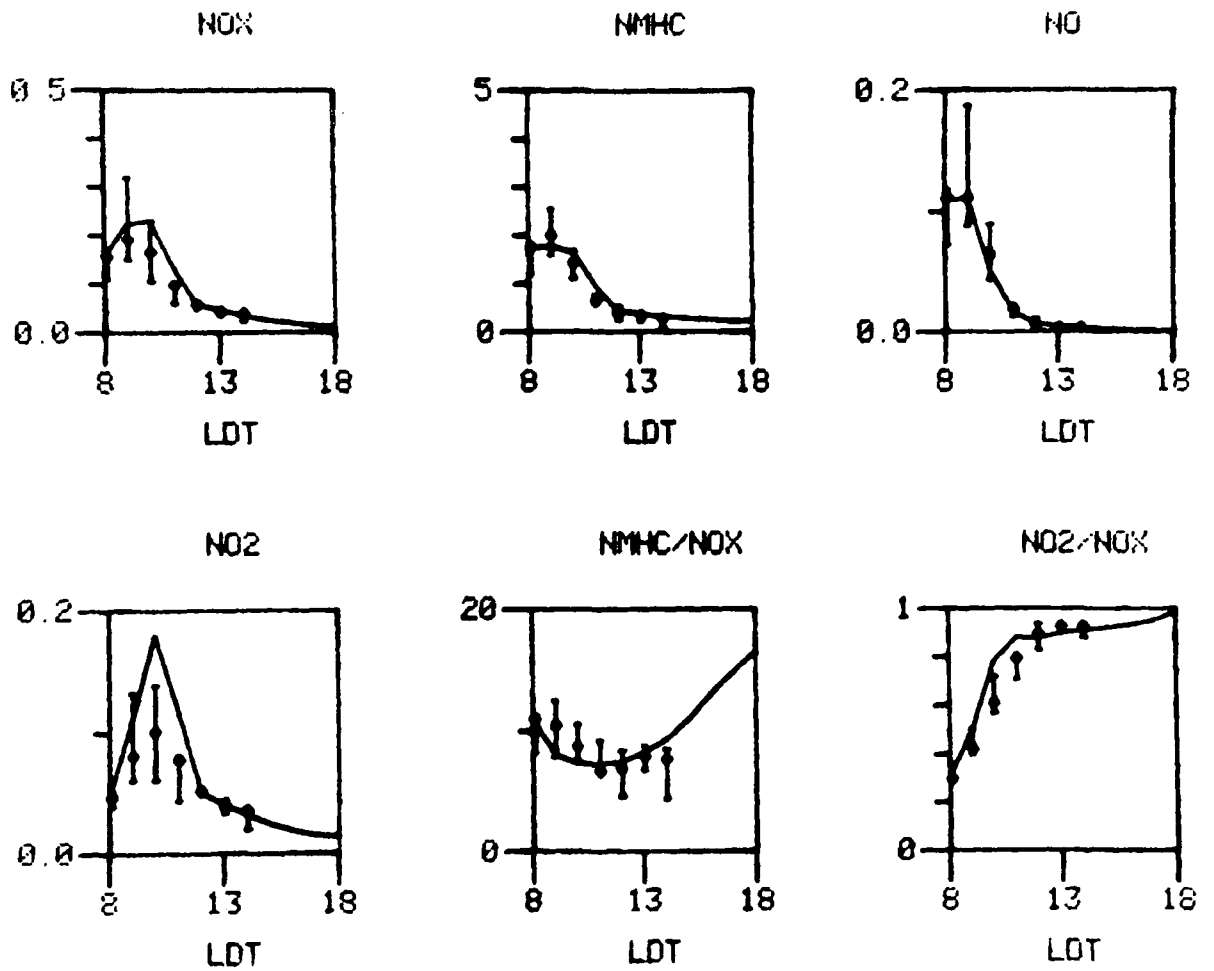 NOX NMHC NO
0.5 5 0.2
0.0 0 0.0
8 13 18 8 13 18 8 13 18
LDT LDT LDT
NO2 NMHC/NOX NO2/NOX
0.2 20 1
0.0 0 0
8 13 18 8 13 18 8 13 18
LDT LDT LDT